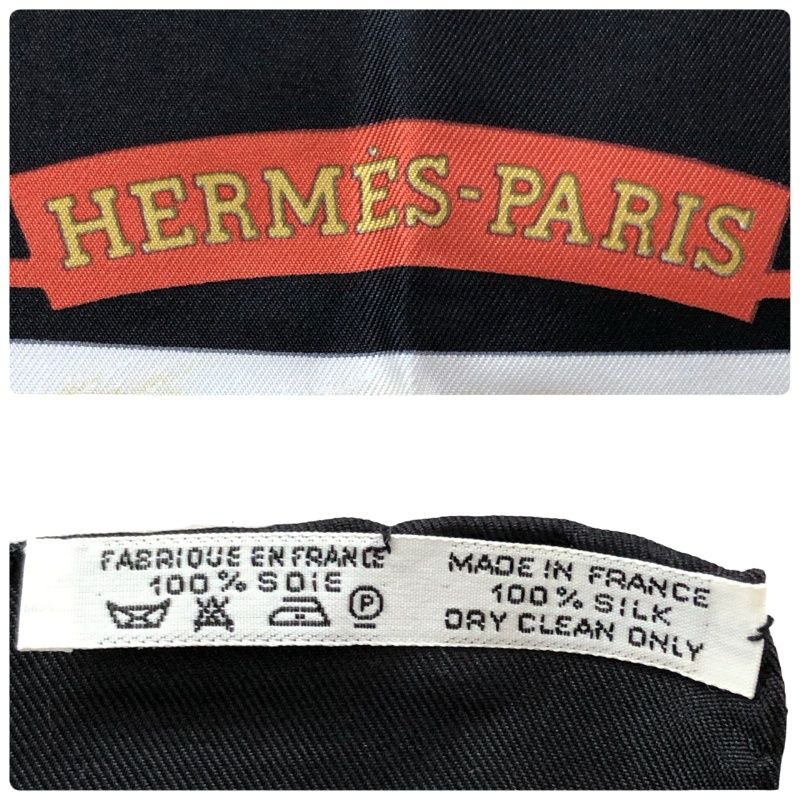 HERMÈS-PARIS
FABRIQUE EN FRANCE
100% SOIE
P
MADE IN FRANCE
100% SILK
DRY CLEAN ONLY